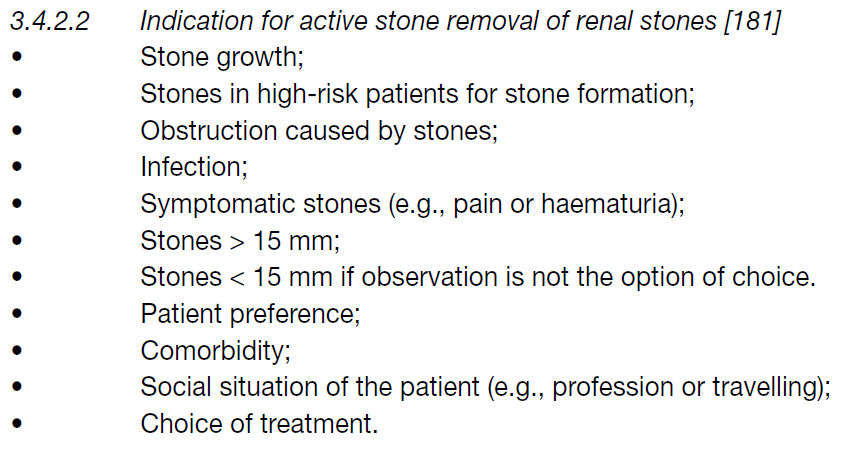 3.4.2.2 Indication for active stone removal of renal stones [181]
• Stone growth;
• Stones in high-risk patients for stone formation;
• Obstruction caused by stones;
• Infection;
• Symptomatic stones (e.g., pain or haematuria);
• Stones > 15 mm;
• Stones < 15 mm if observation is not the option of choice.
• Patient preference;
• Comorbidity;
• Social situation of the patient (e.g., profession or travelling);
• Choice of treatment.